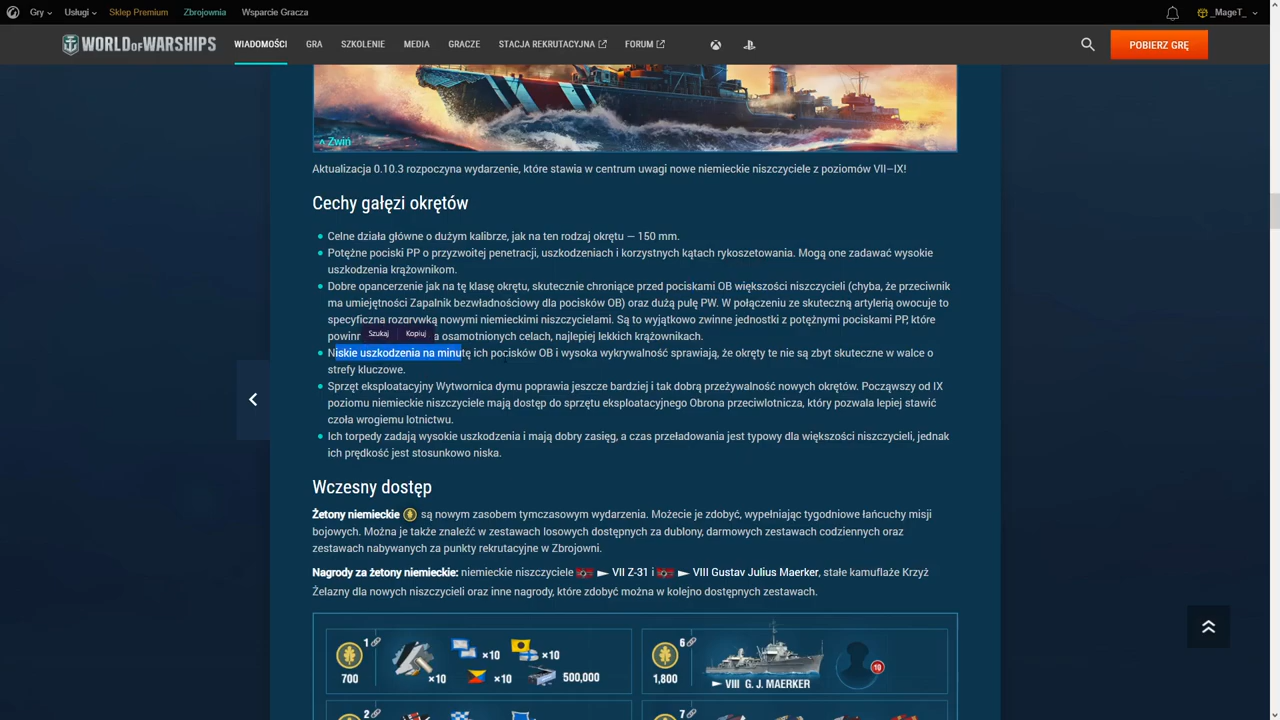 Gry
Usługi
Sklep Premium
Zbrojownia
Wsparcie Gracza
_MageT_
WORLD OF WARSHIPS
WIADOMOŚCI
GRA
SZKOLENIE
MEDIA
GRACZE
STACJA REKRUTACYJNA
FORUM
POBIERZ GRĘ
^ Zwiń
Aktualizacja 0.10.3 rozpoczyna wydarzenie, które stawia w centrum uwagi nowe niemieckie niszczyciele z poziomów VII–IX!
Cechy gałęzi okrętów
Celne działa główne o dużym kalibrze, jak na ten rodzaj okrętu — 150 mm.
Potężne pociski PP o przyzwoitej penetracji, uszkodzeniach i korzystnych kątach rykoszetowania. Mogą one zadawać wysokie
uszkodzenia krążownikom.
Dobre opancerzenie jak na tę klasę okrętu, skutecznie chroniące przed pociskami OB większości niszczycieli (chyba, że przeciwnik
ma umiejętności Zapalnik bezwładnościowy dla pocisków OB) oraz dużą pulę PW. W połączeniu ze skuteczną artylerią owocuje to
specyficzną rozgrywką nowymi niemieckimi niszczycielami. Są to wyjątkowo zwinne jednostki z potężnymi pociskami PP, które
powinn
Szukaj
Kopiuj
a osamotnionych celach, najlepiej lekkich krążownikach.
Niskie uszkodzenia na minutę ich pocisków OB i wysoka wykrywalność sprawiają, że okręty te nie są zbyt skuteczne w walce o
strefy kluczowe.
Sprzęt eksploatacyjny Wytwornica dymu poprawia jeszcze bardziej i tak dobrą przeżywalność nowych okrętów. Począwszy od IX
poziomu niemieckie niszczyciele mają dostęp do sprzętu eksploatacyjnego Obrona przeciwlotnicza, który pozwala lepiej stawić
czoła wrogiemu lotnictwu.
Ich torpedy zadają wysokie uszkodzenia i mają dobry zasięg, a czas przeładowania jest typowy dla większości niszczycieli, jednak
ich prędkość jest stosunkowo niska.
Wczesny dostęp
Żetony niemieckie są nowym zasobem tymczasowym wydarzenia. Możecie je zdobyć, wypełniając tygodniowe łańcuchy misji
bojowych. Można je także znaleźć w zestawach losowych dostępnych za dublony, darmowych zestawach codziennych oraz
zestawach nabywanych za punkty rekrutacyjne w Zbrojowni.
Nagrody za żetony niemieckie: niemieckie niszczyciele VII Z-31 i VIII Gustav Julius Maerker, stałe kamuflaże Krzyż
Żelazny dla nowych niszczycieli oraz inne nagrody, które zdobyć można w kolejno dostępnych zestawach.
1
700
×10
×10
×10
×10
500,000
6
1,800
VIII G. J. MAERKER
10
2
7